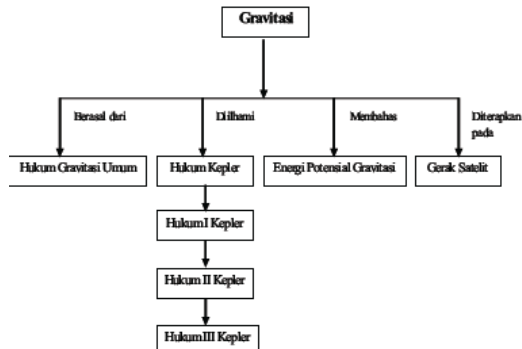 Gravitasi
Berasal dari
Diilhami
Membahas
Diterapkan
pada
Hukum Gravitasi Umum
Hukum Kepler
Energi Potensial Gravitasi
Gerak Satelit
Hukum I Kepler
Hukum II Kepler
Hukum III Kepler